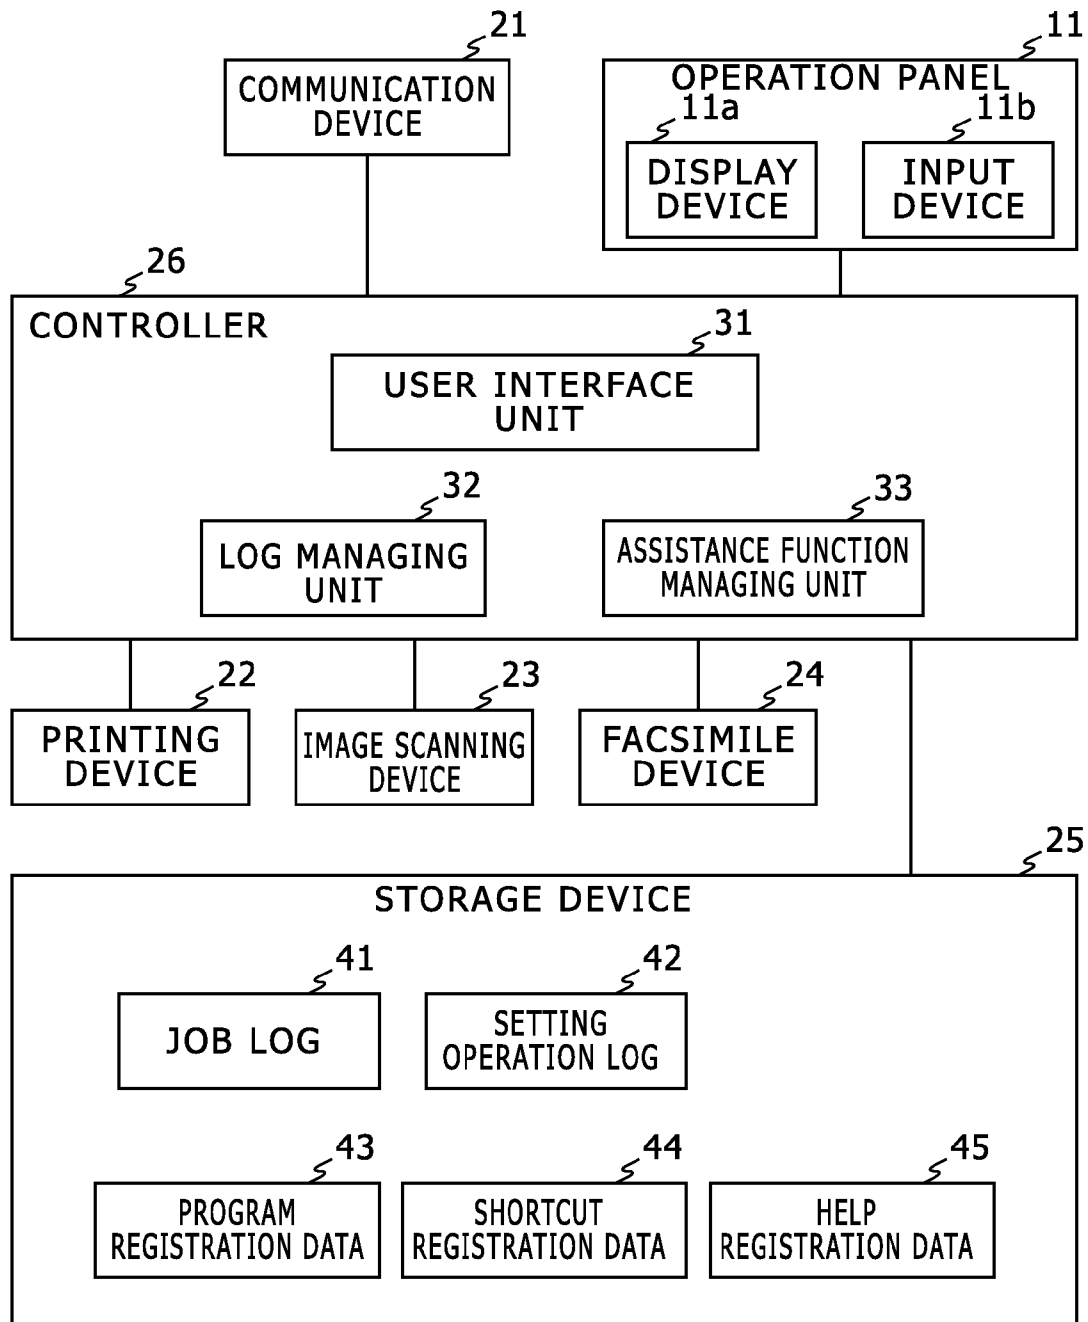 21
COMMUNICATION
DEVICE
11
OPERATION PANEL
11a
DISPLAY
DEVICE
11b
INPUT
DEVICE
26
CONTROLLER
31
USER INTERFACE
UNIT
32
LOG MANAGING
UNIT
33
ASSISTANCE FUNCTION
MANAGING UNIT
22
PRINTING
DEVICE
23
IMAGE SCANNING
DEVICE
24
FACSIMILE
DEVICE
25
STORAGE DEVICE
41
JOB LOG
42
SETTING
OPERATION LOG
43
PROGRAM
REGISTRATION DATA
44
SHORTCUT
REGISTRATION DATA
45
HELP
REGISTRATION DATA